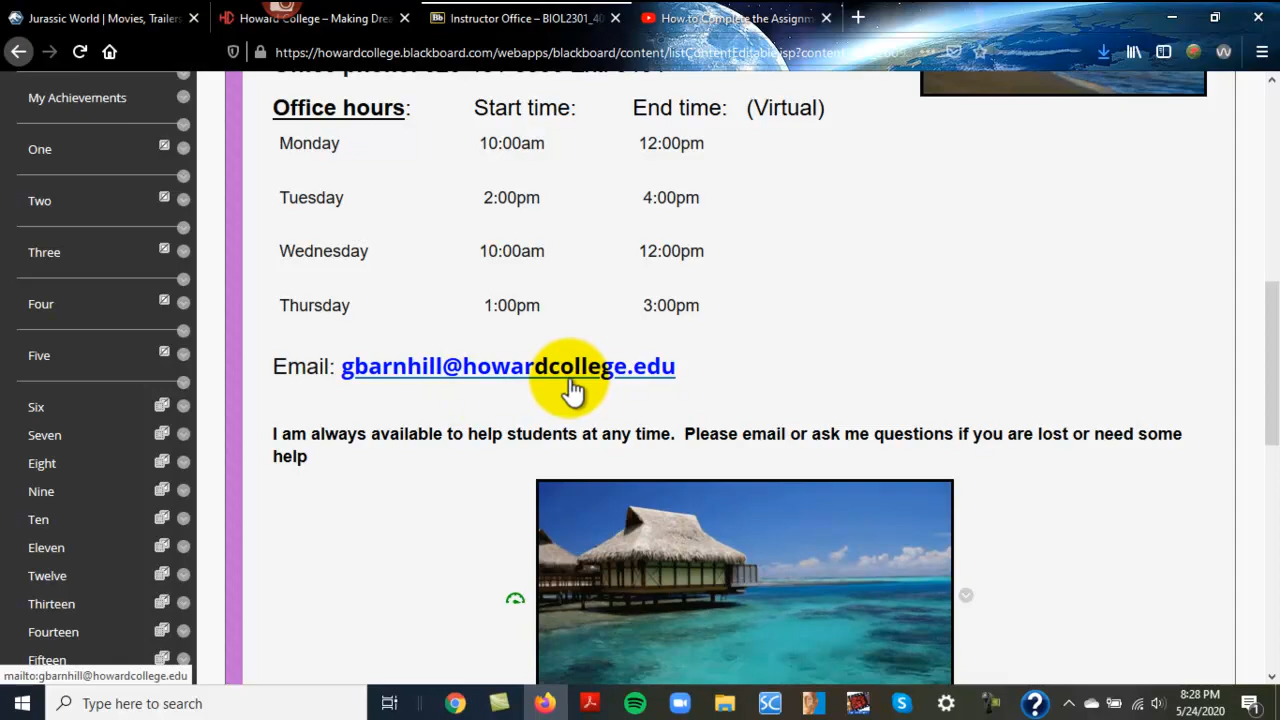 Jurassic World | Movies, Trailers
Howard College – Making Drea
Instructor Office – BIOL2301_40
How to Complete the Assignm
https://howardcollege.blackboard.com/webapps/blackboard/content/listContentEditable.jsp?content
My Achievements
One
Two
Three
Four
Five
Six
Seven
Eight
Nine
Ten
Eleven
Twelve
Thirteen
Fourteen
Fifteen
Office hours: Start time: End time: (Virtual)
Monday 10:00am 12:00pm
Tuesday 2:00pm 4:00pm
Wednesday 10:00am 12:00pm
Thursday 1:00pm 3:00pm
Email: gbarnhill@howardcollege.edu
I am always available to help students at any time. Please email or ask me questions if you are lost or need some
help
mailto:gbarnhill@howardcollege.edu
Type here to search
8:28 PM
5/24/2020